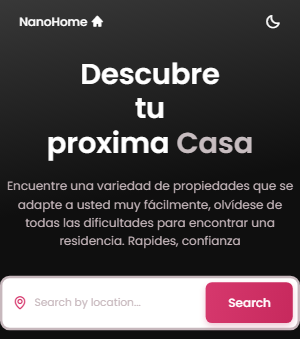 NanoHome
Descubre
tu
proxima Casa
Encuentre una variedad de propiedades que se
adapte a usted muy fácilmente, olvídese de
todas las dificultades para encontrar una
residencia. Rapides, confianza
Search by location...
Search